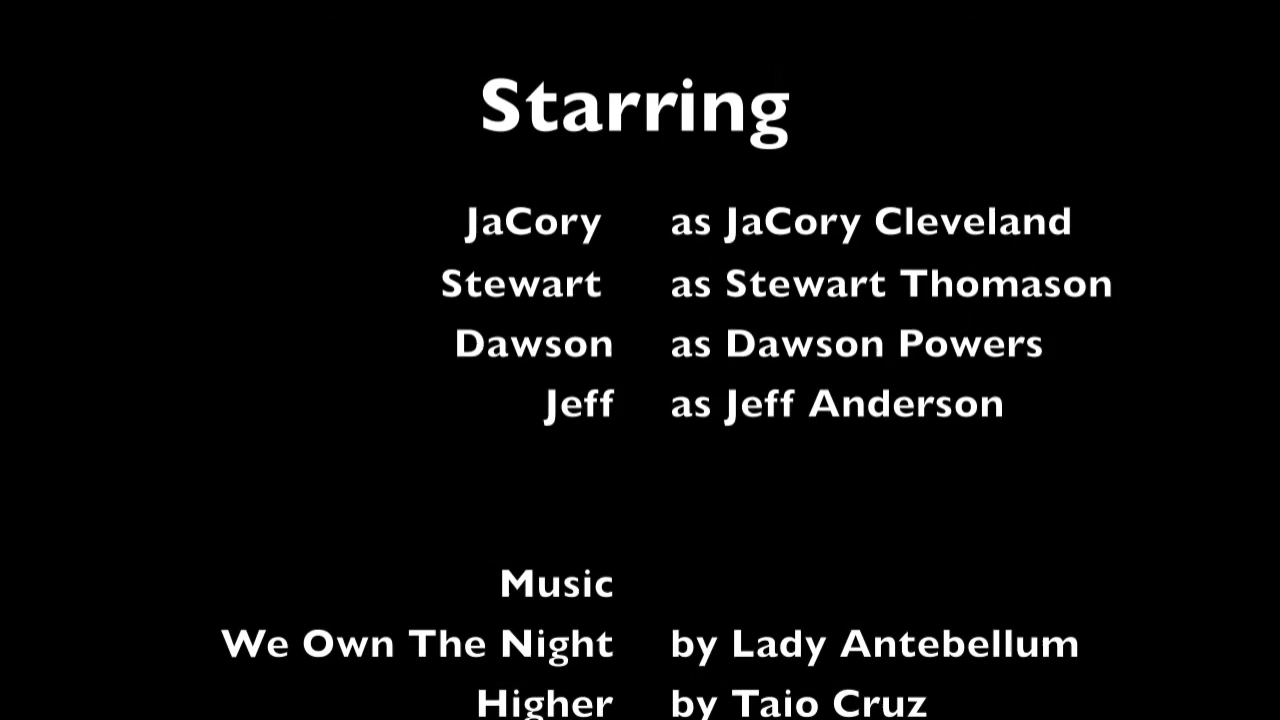 Starring
JaCory as JaCory Cleveland
Stewart as Stewart Thomason
Dawson as Dawson Powers
Jeff as Jeff Anderson
Music
We Own The Night by Lady Antebellum
Higher by Taio Cruz